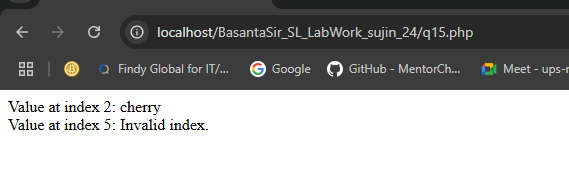 localhost/BasantaSir_SL_LabWork_sujin_24/q15.php
Findy Global for IT/... Google GitHub - MentorCh... Meet - ups-r
Value at index 2: cherry
Value at index 5: Invalid index.